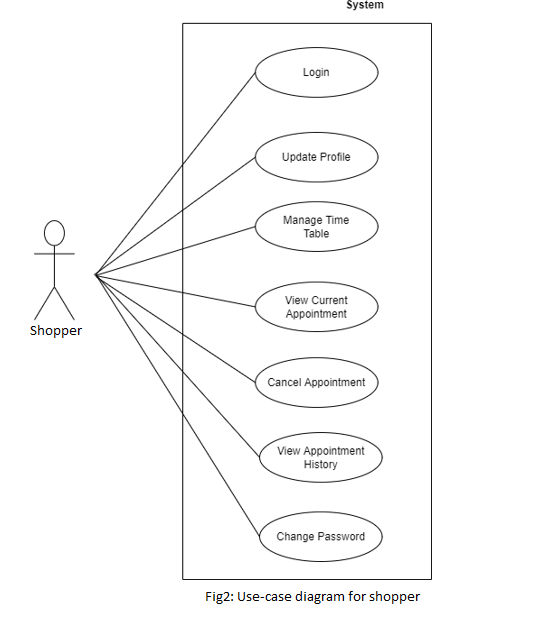 System
Login
Update Profile
Manage Time
Table
View Current
Appointment
Shopper
Cancel Appointment
View Appointment
History
Change Password
Fig2: Use-case diagram for shopper